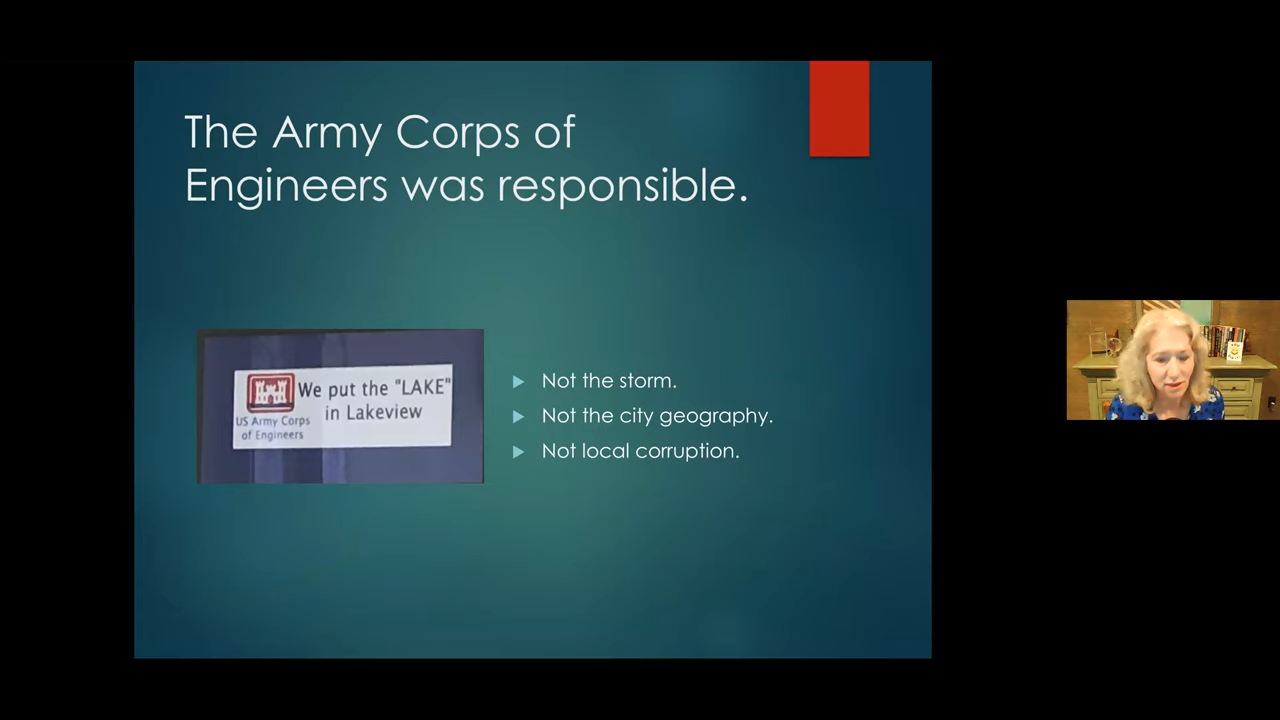 The Army Corps of
Engineers was responsible.
We put the "LAKE"
in Lakeview
US Army Corps
of Engineers
Not the storm.
Not the city geography.
Not local corruption.